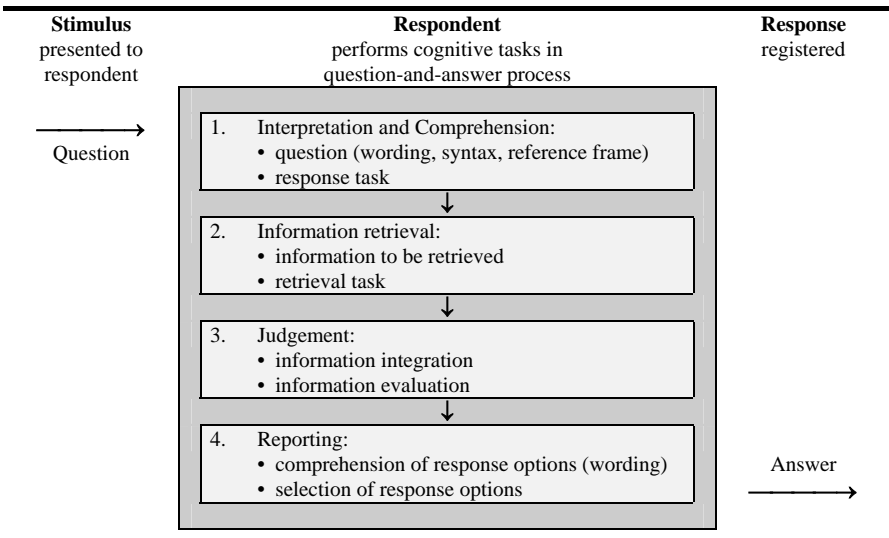 Stimulus
presented to
respondent
Respondent
performs cognitive tasks in
question-and-answer process
Response
registered
Question
1. Interpretation and Comprehension:
• question (wording, syntax, reference frame)
• response task
2. Information retrieval:
• information to be retrieved
• retrieval task
3. Judgement:
• information integration
• information evaluation
4. Reporting:
• comprehension of response options (wording)
• selection of response options
Answer